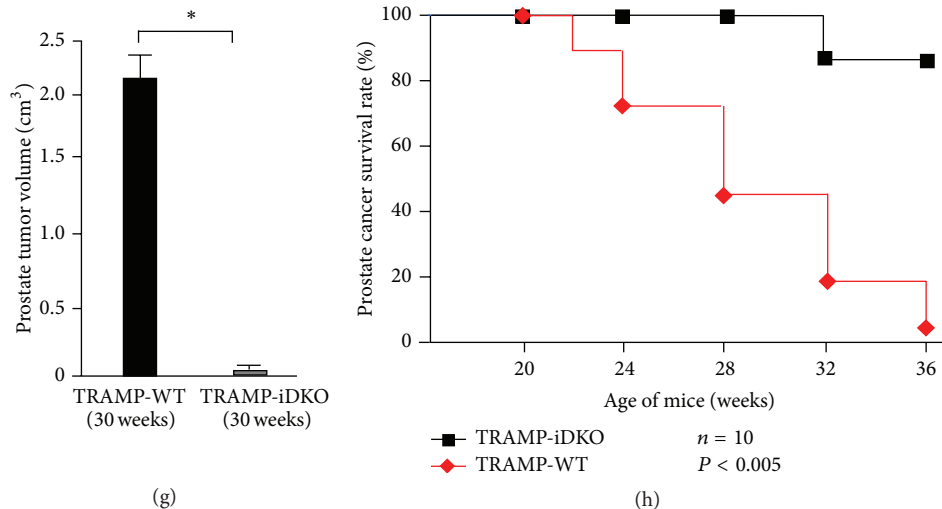 *
Prostate tumor volume (cm³)
2.5
2.0
1.5
1.0
0.5
0
TRAMP-WT TRAMP-iDKO
(30 weeks) (30 weeks)
(g)
Prostate cancer survival rate (%)
100
80
60
40
20
0
20 24 28 32 36
Age of mice (weeks)
TRAMP-iDKO n = 10
TRAMP-WT P < 0.005
(h)